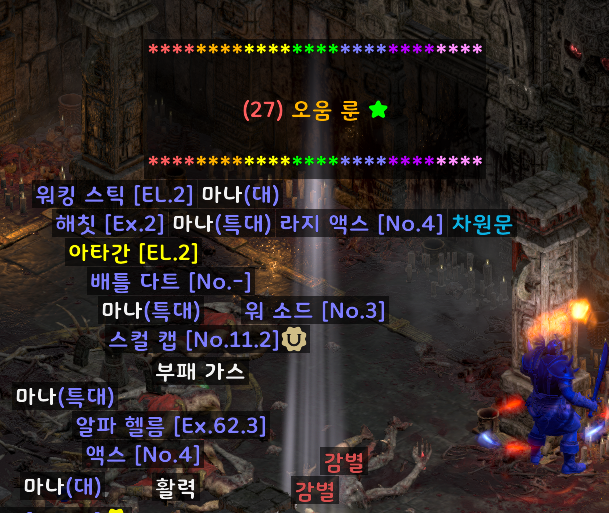 ****************************
(27) 오움 룬
****************************
워킹 스틱 [EL.2] 마나(대)
해칫 [Ex.2] 마나(특대) 라지 액스 [No.4] 차원문
아타간 [EL.2]
배틀 다트 [No.-]
마나(특대) 워 소드 [No.3]
스컬 캡 [No.11.2]
부패 가스
마나(특대)
알파 헬름 [Ex.62.3]
액스 [No.4]
감별
마나(대) 활력 감별